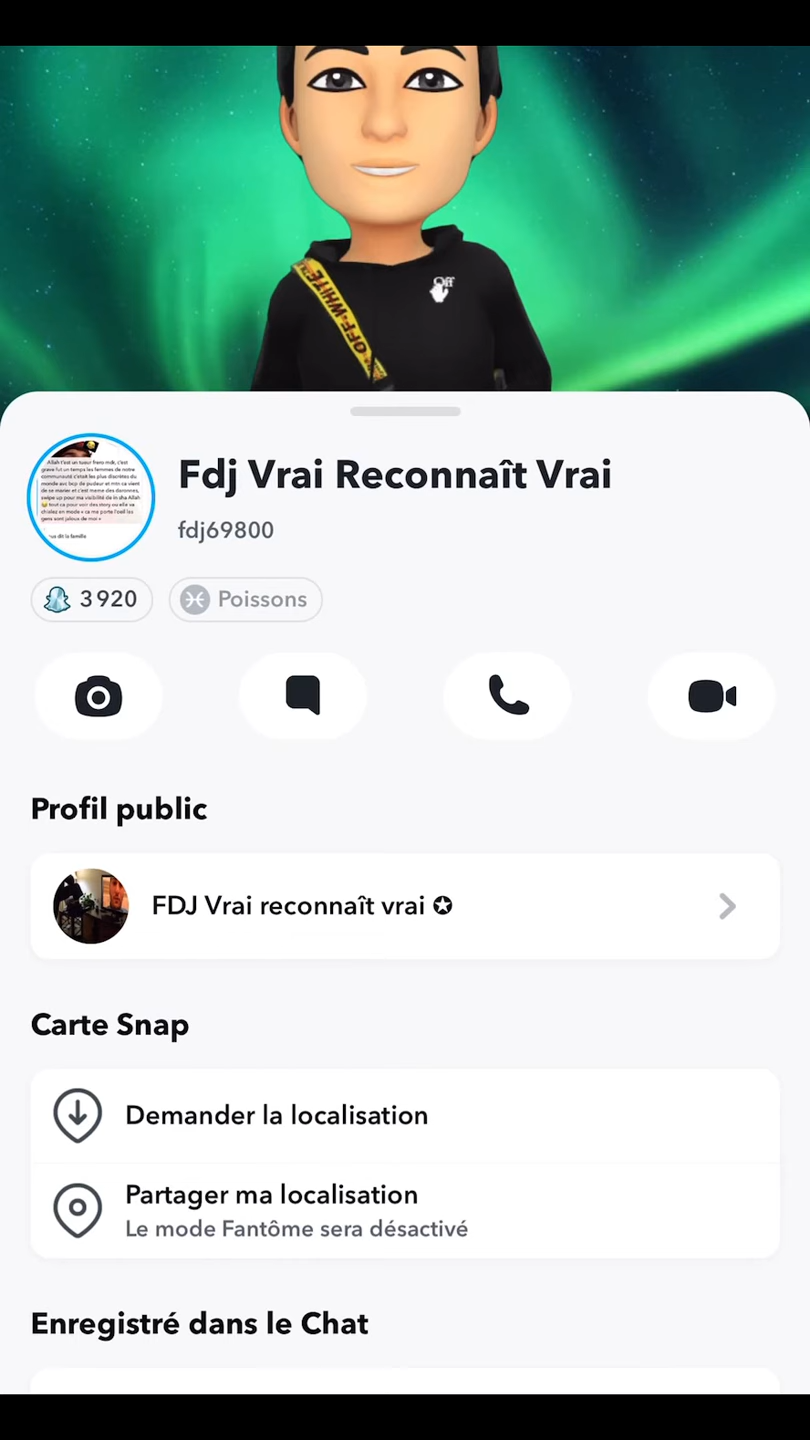 Off
OFF-WHITE
Fdj Vrai Reconnaît Vrai
fdj69800
3 920
Poissons
Profil public
FDJ Vrai reconnaît vrai ✪
Carte Snap
Demander la localisation
Partager ma localisation
Le mode Fantôme sera désactivé
Enregistré dans le Chat